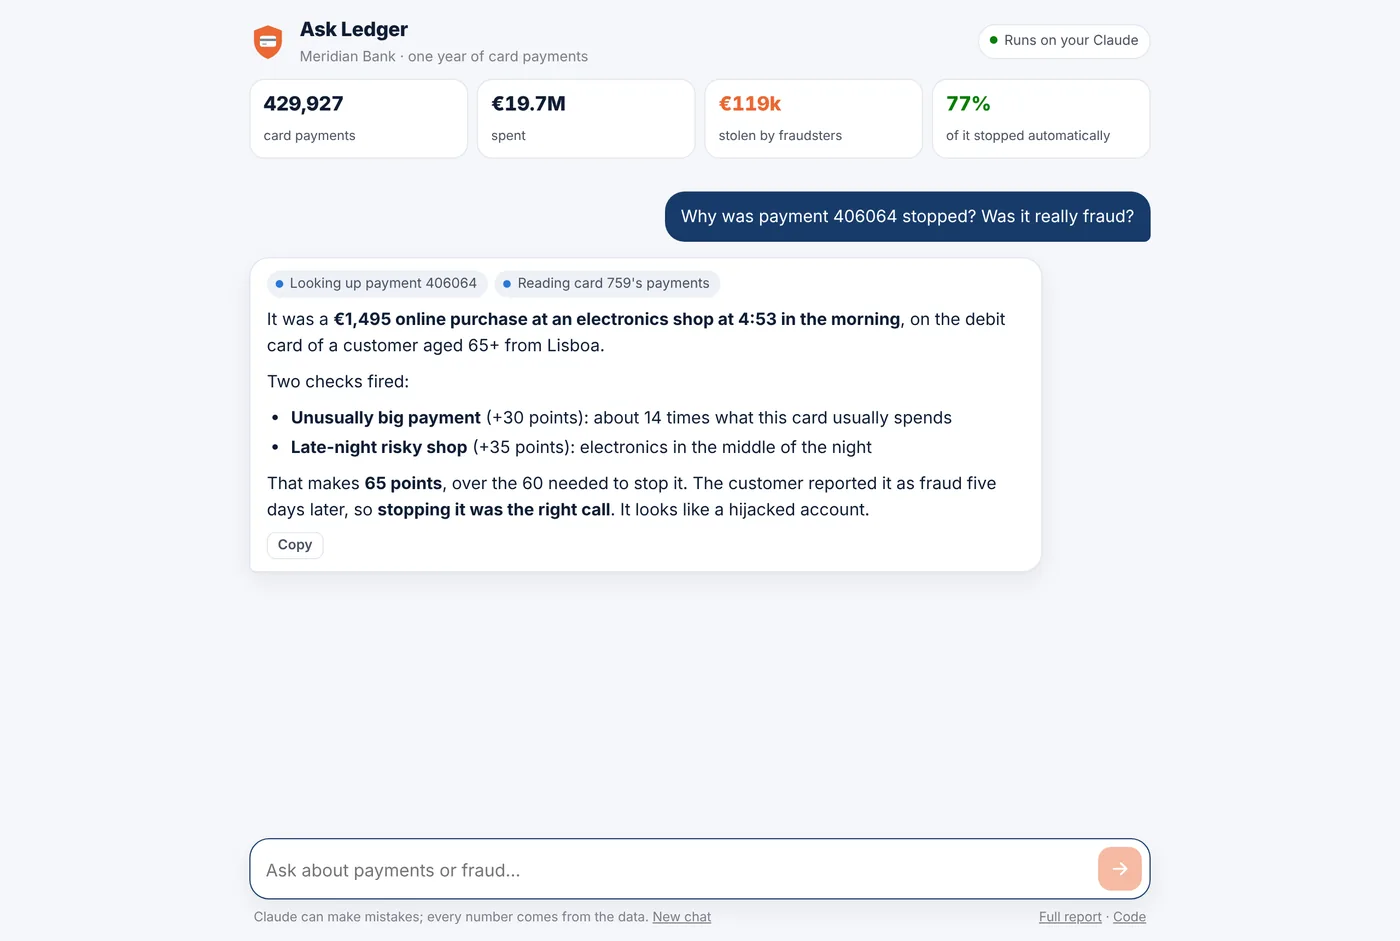 Ask Ledger
Meridian Bank · one year of card payments
Runs on your Claude
429,927
card payments
€19.7M
spent
€119k
stolen by fraudsters
77%
of it stopped automatically
Why was payment 406064 stopped? Was it really fraud?
Looking up payment 406064
Reading card 759's payments
It was a €1,495 online purchase at an electronics shop at 4:53 in the morning, on the debit
card of a customer aged 65+ from Lisboa.
Two checks fired:
• Unusually big payment (+30 points): about 14 times what this card usually spends
• Late-night risky shop (+35 points): electronics in the middle of the night
That makes 65 points, over the 60 needed to stop it. The customer reported it as fraud five
days later, so stopping it was the right call. It looks like a hijacked account.
Copy
Ask about payments or fraud...
Claude can make mistakes; every number comes from the data. New chat
Full report · Code